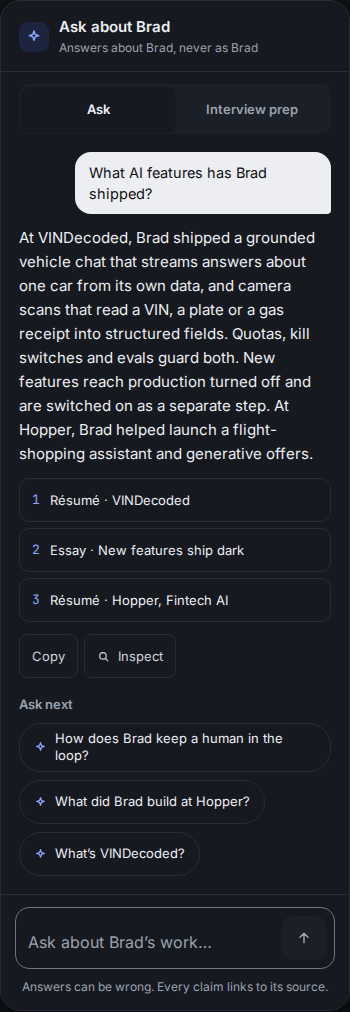 Ask about Brad
Answers about Brad, never as Brad
Ask
Interview prep
What AI features has Brad
shipped?
At VINDecoded, Brad shipped a grounded
vehicle chat that streams answers about
one car from its own data, and camera
scans that read a VIN, a plate or a gas
receipt into structured fields. Quotas, kill
switches and evals guard both. New
features reach production turned off and
are switched on as a separate step. At
Hopper, Brad helped launch a flight-
shopping assistant and generative offers.
1 Résumé · VINDecoded
2 Essay · New features ship dark
3 Résumé · Hopper, Fintech AI
Copy
Inspect
Ask next
How does Brad keep a human in the
loop?
What did Brad build at Hopper?
What’s VINDecoded?
Ask about Brad’s work...
Answers can be wrong. Every claim links to its source.